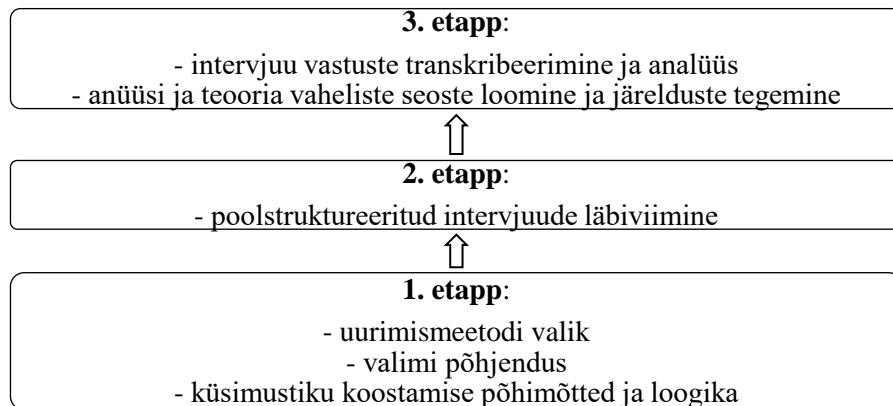 3. etapp:
- intervjuu vastuste transkribeerimine ja analüüs
- anüüsi ja teooria vaheliste seoste loomine ja järelduste tegemine
2. etapp:
- poolstruktureeritud intervjuude läbiviimine
1. etapp:
- uurimismeetodi valik
- valimi põhjendus
- küsimustiku koostamise põhimõtted ja loogika